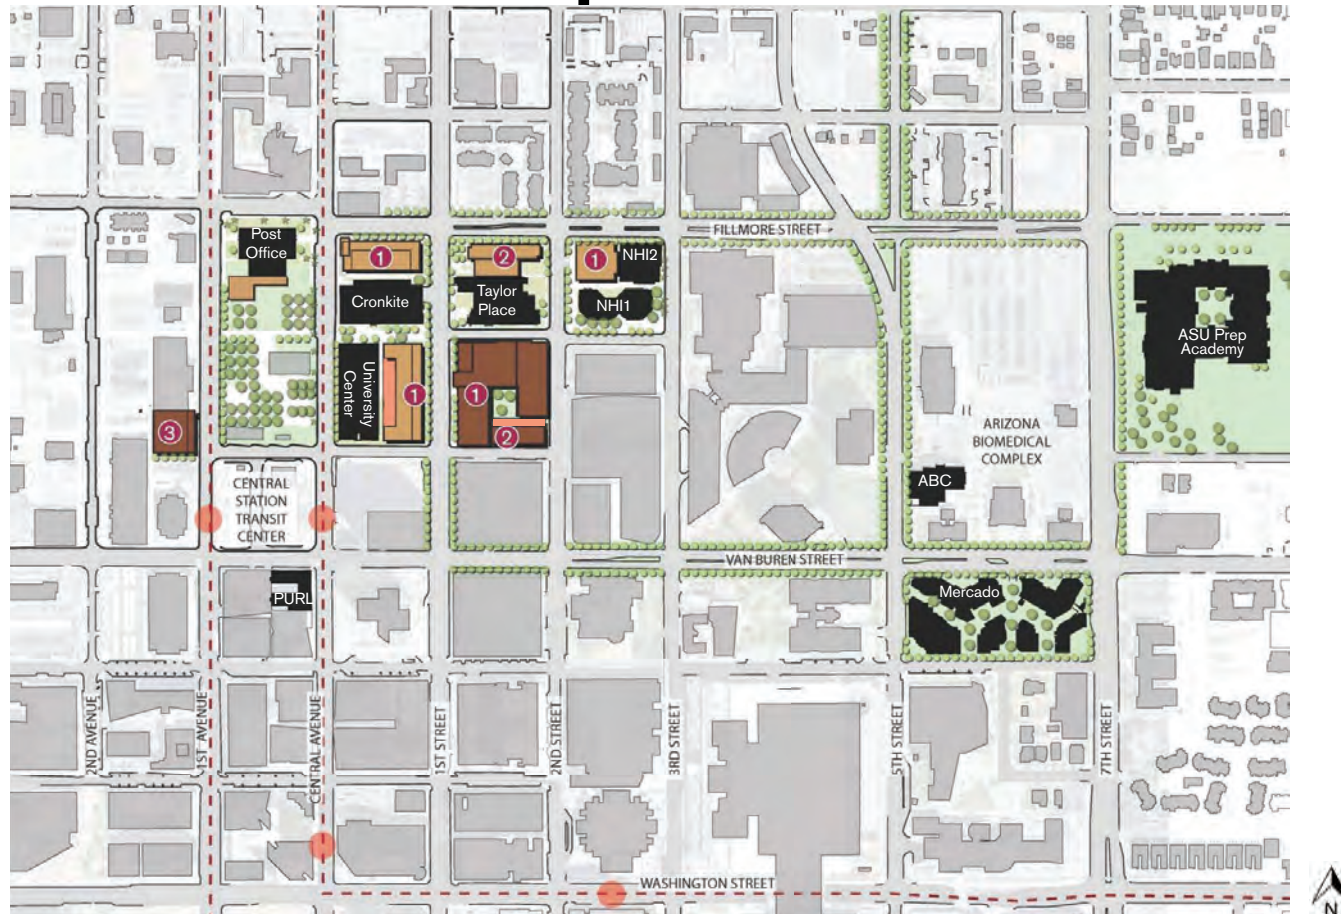 Post
Office
1
2
1
NHI2
FILLMORE STREET
Cronkite
Taylor
Place
NHI1
ASU Prep
Academy
University
Center
1
1
2
3
ARIZONA
BIOMEDICAL
COMPLEX
ABC
CENTRAL
STATION
TRANSIT
CENTER
VAN BUREN STREET
PURL
Mercado
2ND AVENUE
1ST AVENUE
CENTRAL AVENUE
1ST STREET
2ND STREET
3RD STREET
5TH STREET
7TH STREET
WASHINGTON STREET
N